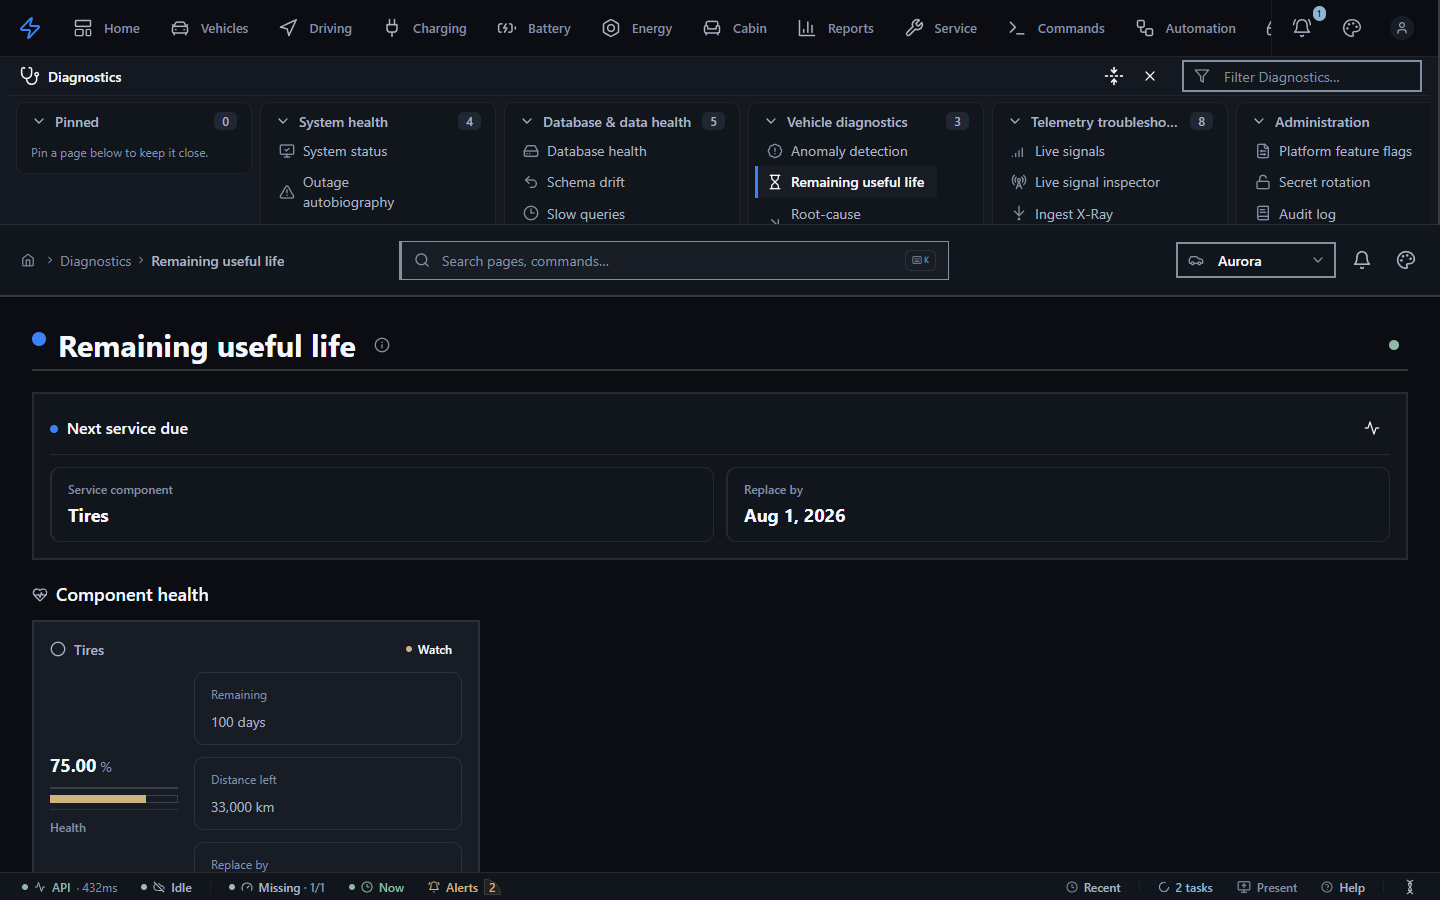 Home Vehicles Driving Charging Battery Energy Cabin Reports Service Commands Automation 1
Diagnostics
Filter Diagnostics...
Pinned 0
Pin a page below to keep it close.
System health 4
System status
Outage
autobiography
Database & data health 5
Database health
Schema drift
Slow queries
Vehicle diagnostics 3
Anomaly detection
Remaining useful life
Root-cause
Telemetry troublesho... 8
Live signals
Live signal inspector
Ingest X-Ray
Administration
Platform feature flags
Secret rotation
Audit log
Diagnostics Remaining useful life
Search pages, commands... K
Aurora
Remaining useful life
Next service due
Service component
Tires
Replace by
Aug 1, 2026
Component health
Tires
Watch
75.00 %
Health
Remaining
100 days
Distance left
33,000 km
Replace by
API · 432ms Idle Missing · 1/1 Now Alerts 2 Recent 2 tasks Present Help